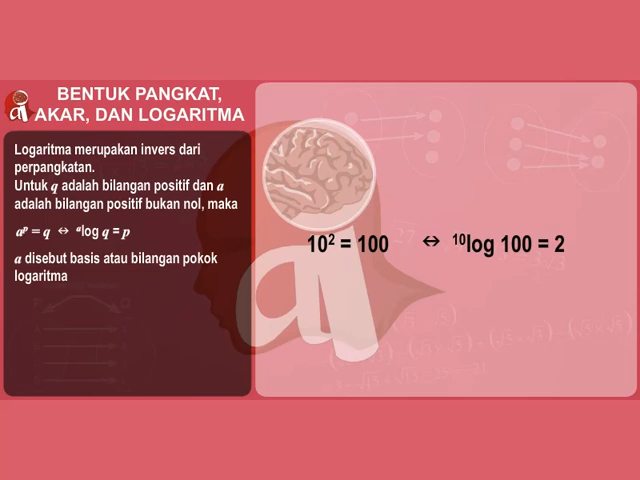 BENTUK PANGKAT,
AKAR, DAN LOGARITMA
Logaritma merupakan invers dari
perpangkatan.
Untuk q adalah bilangan positif dan a
adalah bilangan positif bukan nol, maka
aᵖ = q ↔ ᵃlog q = p
a disebut basis atau bilangan pokok
logaritma
10² = 100 ↔ ¹⁰log 100 = 2